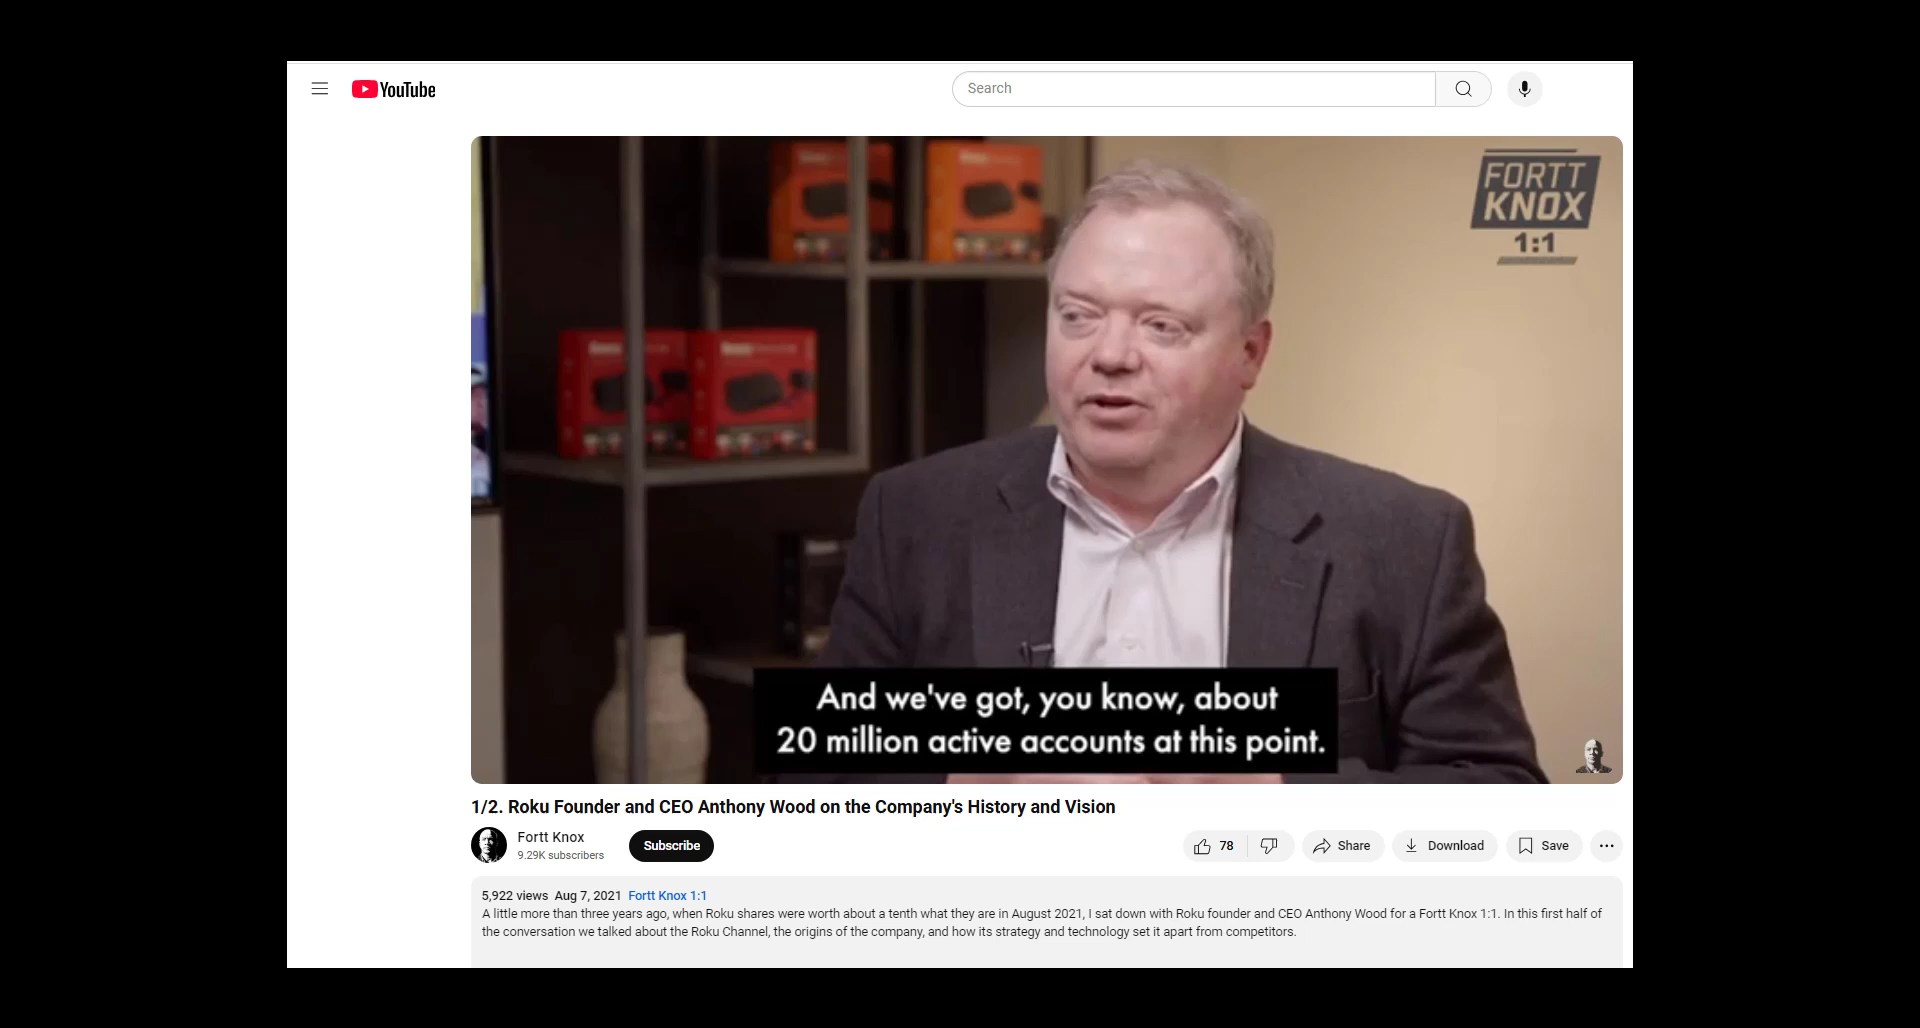 YouTube
Search
FORTT
KNOX
1:1
And we've got, you know, about
20 million active accounts at this point.
1/2. Roku Founder and CEO Anthony Wood on the Company's History and Vision
Fortt Knox
9.29K subscribers
Subscribe
78
Share
Download
Save
5,922 views Aug 7, 2021 Fortt Knox 1:1
A little more than three years ago, when Roku shares were worth about a tenth what they are in August 2021, I sat down with Roku founder and CEO Anthony Wood for a Fortt Knox 1:1. In this first half of
the conversation we talked about the Roku Channel, the origins of the company, and how its strategy and technology set it apart from competitors.